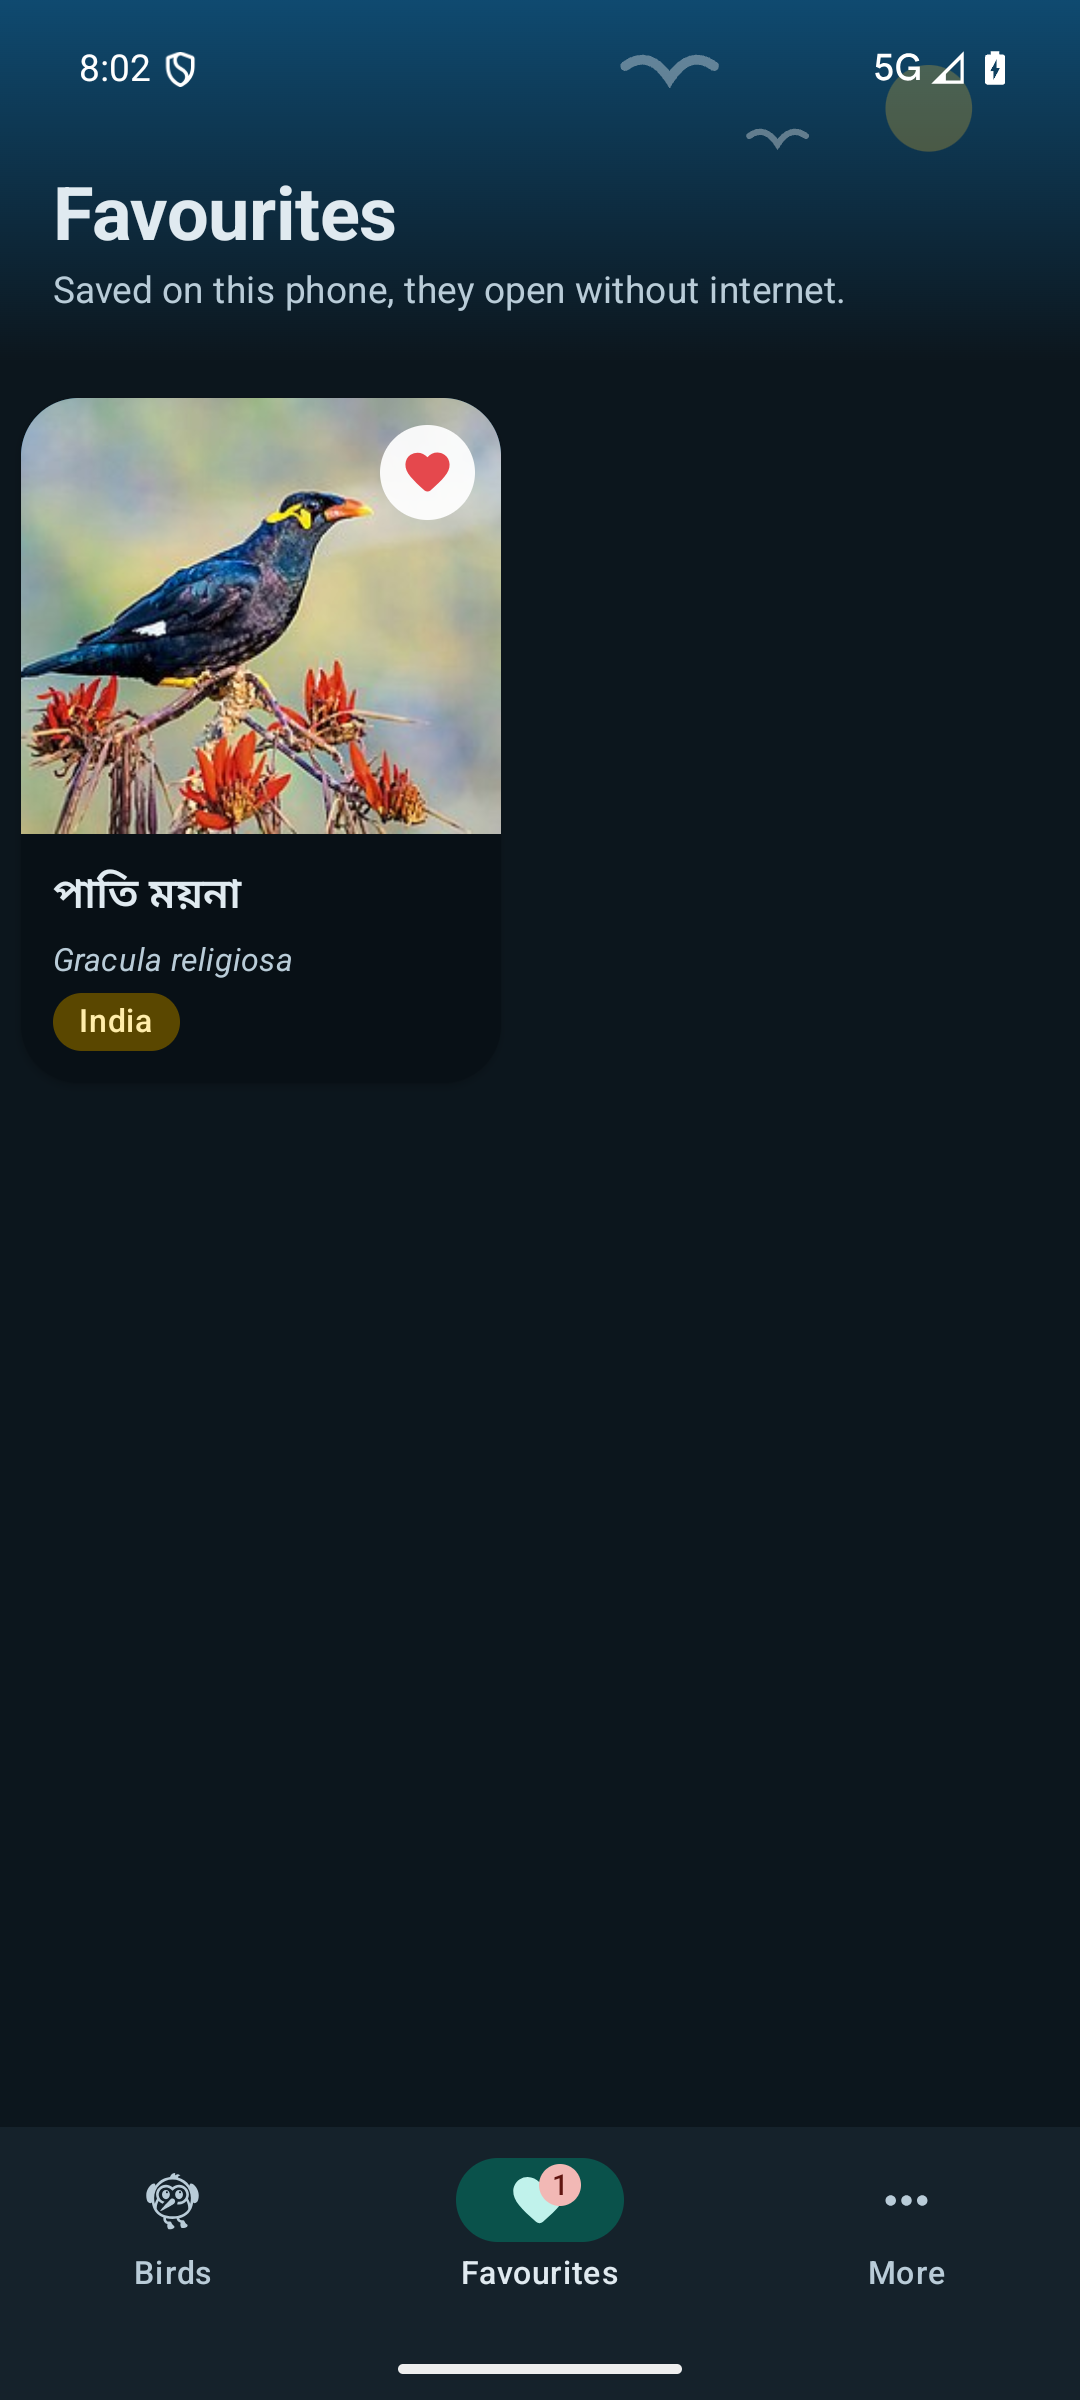 8:02
5G
Favourites
Saved on this phone, they open without internet.
পাতি ময়না
Gracula religiosa
India
1
Birds
Favourites
More